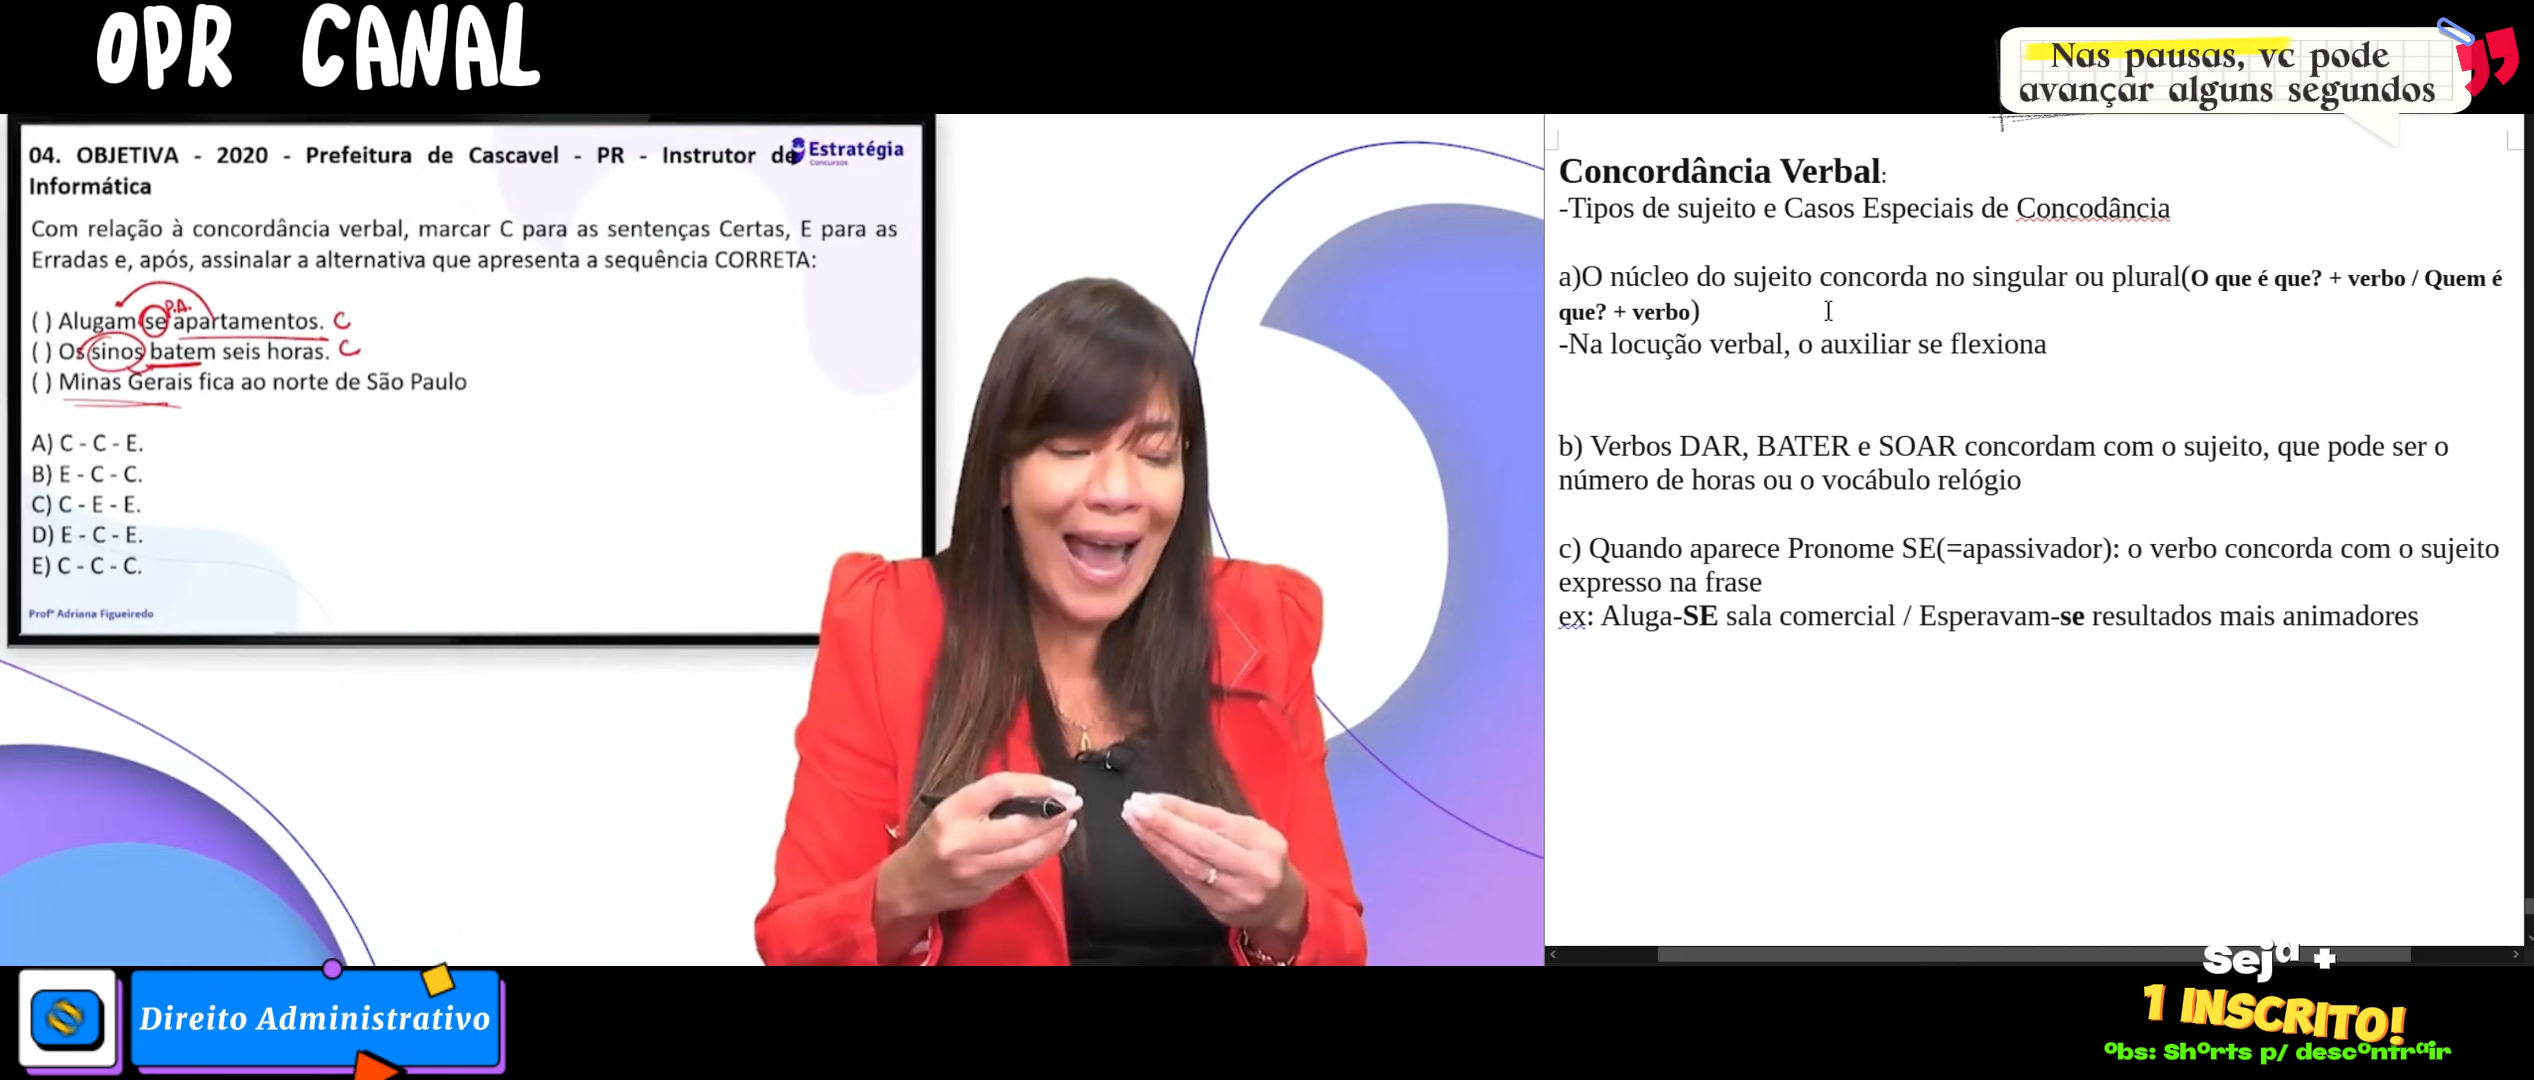 OPR CANAL
Nas pausas, vc pode
avançar alguns segundos
04. OBJETIVA - 2020 - Prefeitura de Cascavel - PR - Instrutor de
Informática
Estratégia
Concursos
Com relação à concordância verbal, marcar C para as sentenças Certas, E para as
Erradas e, após, assinalar a alternativa que apresenta a sequência CORRETA:
P.A.
( ) Alugam-se apartamentos. C
( ) Os sinos batem seis horas. C
( ) Minas Gerais fica ao norte de São Paulo
A) C - C - E.
B) E - C - C.
C) C - E - E.
D) E - C - E.
E) C - C - C.
Profª Adriana Figueiredo
Concordância Verbal:
-Tipos de sujeito e Casos Especiais de Concodância
a)O núcleo do sujeito concorda no singular ou plural(O que é que? + verbo / Quem é
que? + verbo)
-Na locução verbal, o auxiliar se flexiona
b) Verbos DAR, BATER e SOAR concordam com o sujeito, que pode ser o
número de horas ou o vocábulo relógio
c) Quando aparece Pronome SE(=apassivador): o verbo concorda com o sujeito
expresso na frase
ex: Aluga-SE sala comercial / Esperavam-se resultados mais animadores
Direito Administrativo
Seja +
1 INSCRITO!
obs: Shorts p/ descontrair